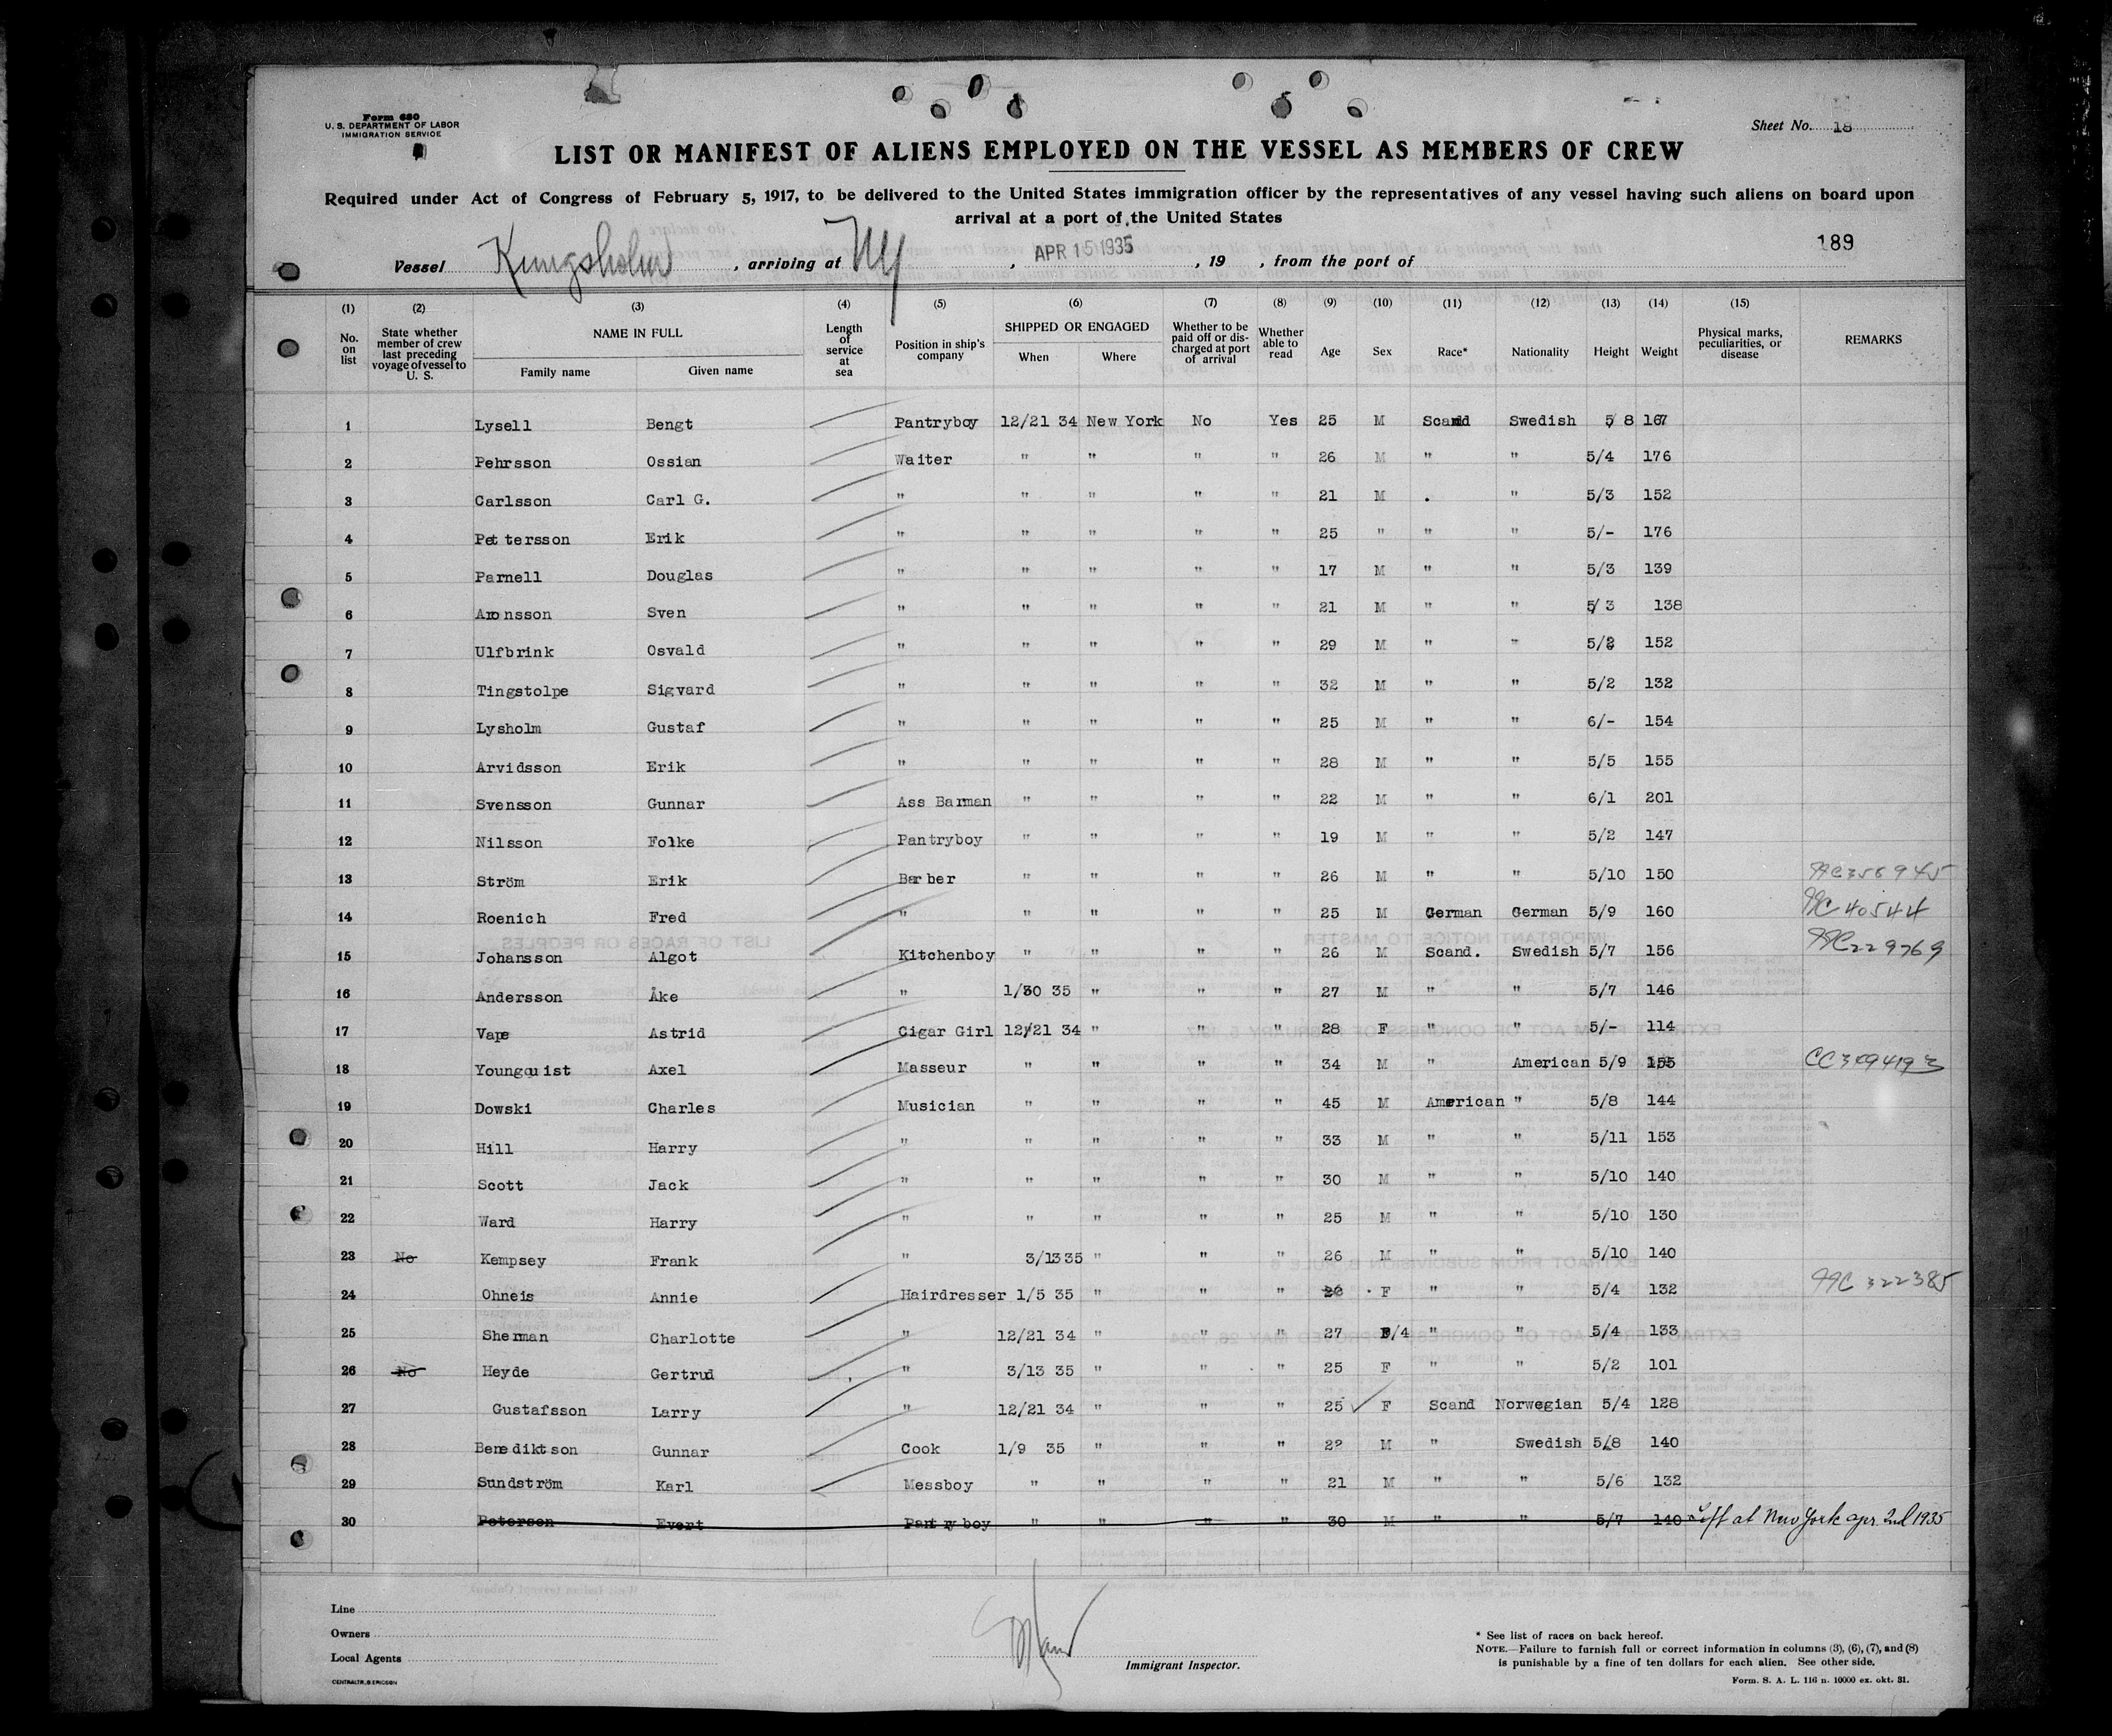 Form 680
U. S. DEPARTMENT OF LABOR
IMMIGRATION SERVICE
Sheet No. 18
LIST OR MANIFEST OF ALIENS EMPLOYED ON THE VESSEL AS MEMBERS OF CREW
Required under Act of Congress of February 5, 1917, to be delivered to the United States immigration officer by the representatives of any vessel having such aliens on board upon
arrival at a port of the United States
189
Vessel Kungsholm, arriving at NY, APR 15 1935, 19 , from the port of
(1) (2) (3) (4) (5) (6) (7) (8) (9) (10) (11) (12) (13) (14) (15)
No. on list State whether member of crew last preceding voyage of vessel to U. S. NAME IN FULL Family name Given name Length of service at sea Position in ship's company SHIPPED OR ENGAGED When Where Whether to be paid off or discharged at port of arrival Whether able to read Age Sex Race* Nationality Height Weight Physical marks, peculiarities, or disease REMARKS
1 Lysell Bengt Pantryboy 12/21 34 New York No Yes 25 M Scand Swedish 5 8 167
2 Pehrsson Ossian Waiter " " " " 26 M " " 5/4 176
3 Carlsson Carl G. " " " " " 21 M . " 5/3 152
4 Pettersson Erik " " " " " 25 " " " 5/- 176
5 Parnell Douglas " " " " " 17 M " " 5/3 139
6 Aronsson Sven " " " " " 21 M " " 5/ 3 138
7 Ulfbrink Osvald " " " " " 29 M " " 152
8 Tingstolpe Sigvard " " " " " 32 M " " 5/2 132
9 Lysholm Gustaf " " " " " 25 M " " 6/- 154
10 Arvidsson Erik " " " " " 28 M " " 5/5 155
11 Svensson Gunnar Ass Barman " " " " 22 M " " 6/1 201
12 Nilsson Folke Pantryboy " " " " 19 M " " 5/2 147
13 Ström Erik Barber " " " " 26 M " " 5/10 150
14 Roenich Fred " " " " " 25 M German German 5/9 160
15 Johansson Algot Kitchenboy " " " " 26 M Scand. Swedish 5/7 156
16 Andersson Åke " 1/30 35 " " " 27 M " " 5/7 146
17 Vape Astrid Cigar Girl 12/21 34 " " " 28 F " " 5/- 114
18 Youngquist Axel Masseur " " " " 34 M " American 5/9 155
19 Dowski Charles Musician " " " " 45 M American " 5/8 144
20 Hill Harry " " " " " 33 M " " 5/11 153
21 Scott Jack " " " " " 30 M " " 5/10 140
22 Ward Harry " " " " " 25 M " " 5/10 130
23 No Kempsey Frank " 3/13 35 " " " 26 M " " 5/10 140
24 Ohneis Annie Hairdresser 1/5 35 " " " F " " 5/4 132
25 Sherman Charlotte " 12/21 34 " " " 27 " " 5/4 133
26 No Heyde Gertrud " 3/13 35 " " " 25 F " " 5/2 101
27 Gustafsson Larry " 12/21 34 " " " 25 ✓ F Scand Norwegian 5/4 128
28 Benediktson Gunnar Cook 1/9 35 " " " M " Swedish 5/8 140
29 Sundström Karl Messboy " " " " 21 M " " 5/6 132
30 Peterson Evert Pantryboy " " " " 30 M " " 5/7 140 Left at New York apr. 2nd 1935
Line
Owners
Local Agents
CENTRALTR, G ERICSON
Immigrant Inspector.
* See list of races on back hereof.
NOTE.—Failure to furnish full or correct information in columns (3), (6), (7), and (8)
is punishable by a fine of ten dollars for each alien. See other side.
Form. S. A. L. 116 n. 10000 ex. okt. 31.